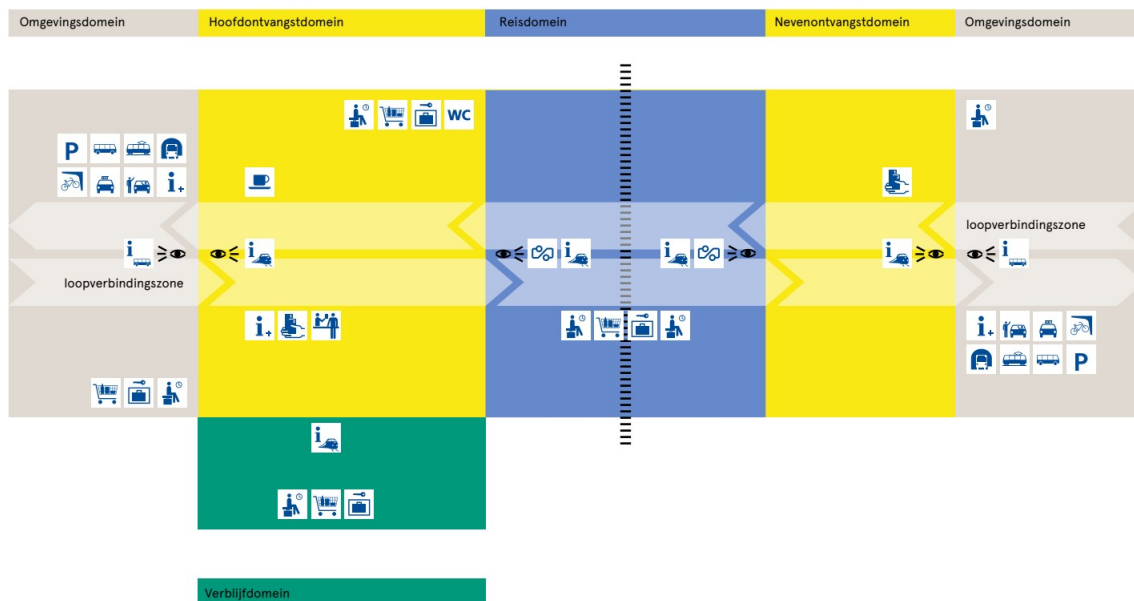 Omgevingsdomein
Hoofdontvangstdomein
Reisdomein
Nevenontvangstdomein
Omgevingsdomein
WC
P
i+
loopverbindingszone
i
i
i
i
i
i
loopverbindingszone
i+
i+
P
i
Verblijfdomein